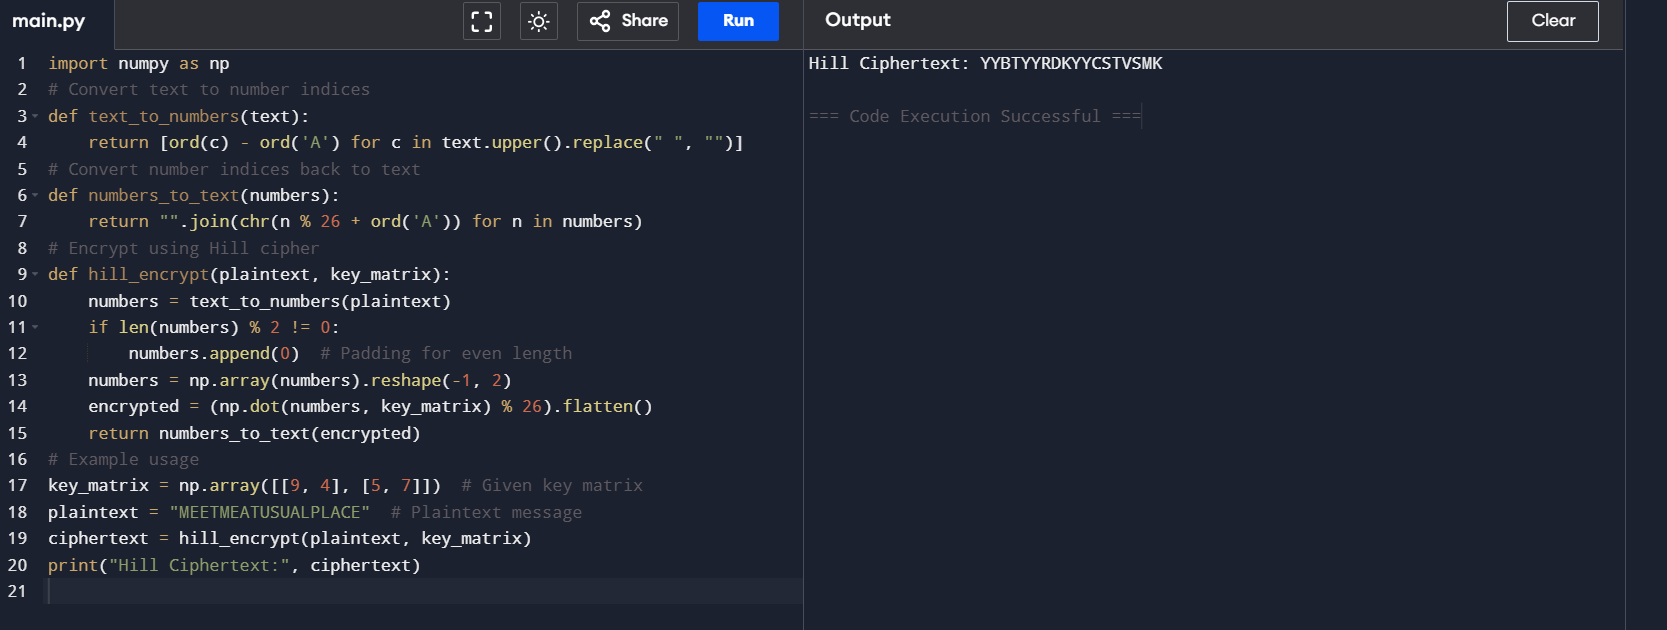 main.py
Share
Run
Output
Clear
1 import numpy as np
2 # Convert text to number indices
3 def text_to_numbers(text):
4     return [ord(c) - ord('A') for c in text.upper().replace(" ", "")]
5 # Convert number indices back to text
6 def numbers_to_text(numbers):
7     return "".join(chr(n % 26 + ord('A')) for n in numbers)
8 # Encrypt using Hill cipher
9 def hill_encrypt(plaintext, key_matrix):
10     numbers = text_to_numbers(plaintext)
11     if len(numbers) % 2 != 0:
12         numbers.append(0)  # Padding for even length
13     numbers = np.array(numbers).reshape(-1, 2)
14     encrypted = (np.dot(numbers, key_matrix) % 26).flatten()
15     return numbers_to_text(encrypted)
16 # Example usage
17 key_matrix = np.array([[9, 4], [5, 7]])  # Given key matrix
18 plaintext = "MEETMEATUSUALPLACE"  # Plaintext message
19 ciphertext = hill_encrypt(plaintext, key_matrix)
20 print("Hill Ciphertext:", ciphertext)
21
Hill Ciphertext: YYBTYYRDKYYCSTVSMK
=== Code Execution Successful ===